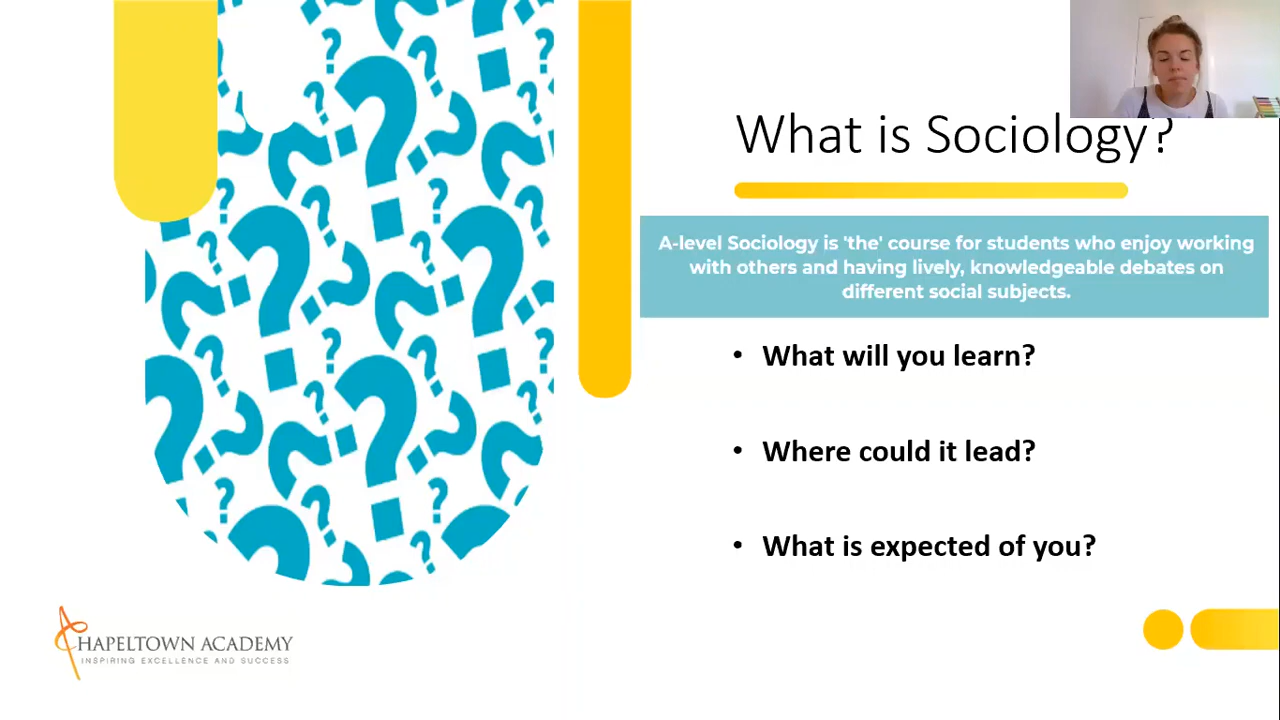 What is Sociology?
A-level Sociology is 'the' course for students who enjoy working
with others and having lively, knowledgeable debates on
different social subjects.
• What will you learn?
• Where could it lead?
• What is expected of you?
CHAPELTOWN ACADEMY
INSPIRING EXCELLENCE AND SUCCESS